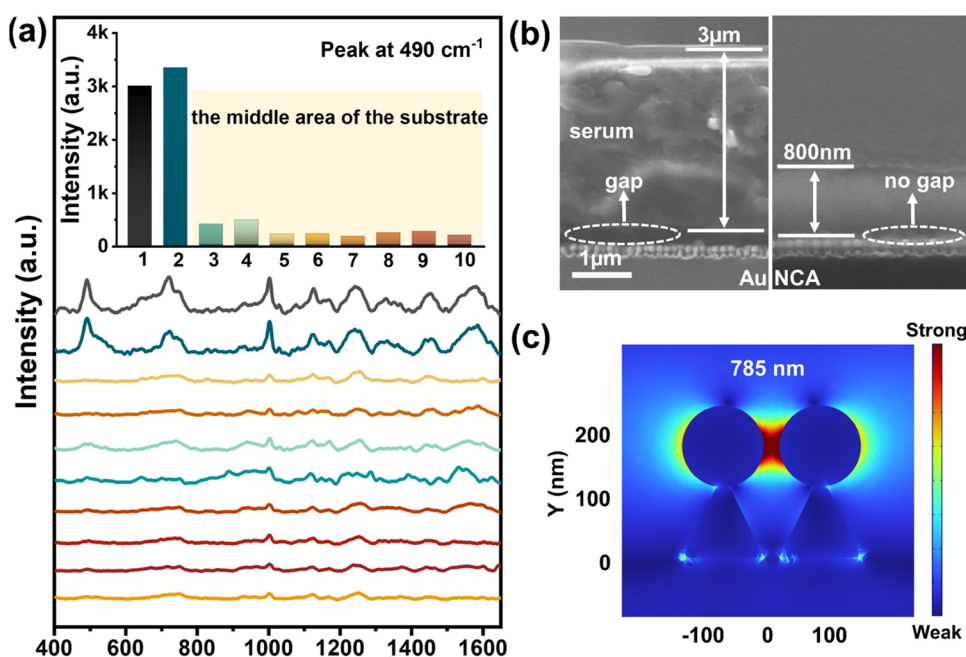 (a)
Intensity (a.u.)
Intensity (a.u.)
4k
3k
2k
1k
0
Peak at 490 cm⁻¹
the middle area of the substrate
1 2 3 4 5 6 7 8 9 10
400 600 800 1000 1200 1400 1600
(b)
3µm
serum
gap
1µm
800nm
no gap
Au NCA
(c)
785 nm
Strong
Weak
Y (nm)
200
100
0
-100 0 100